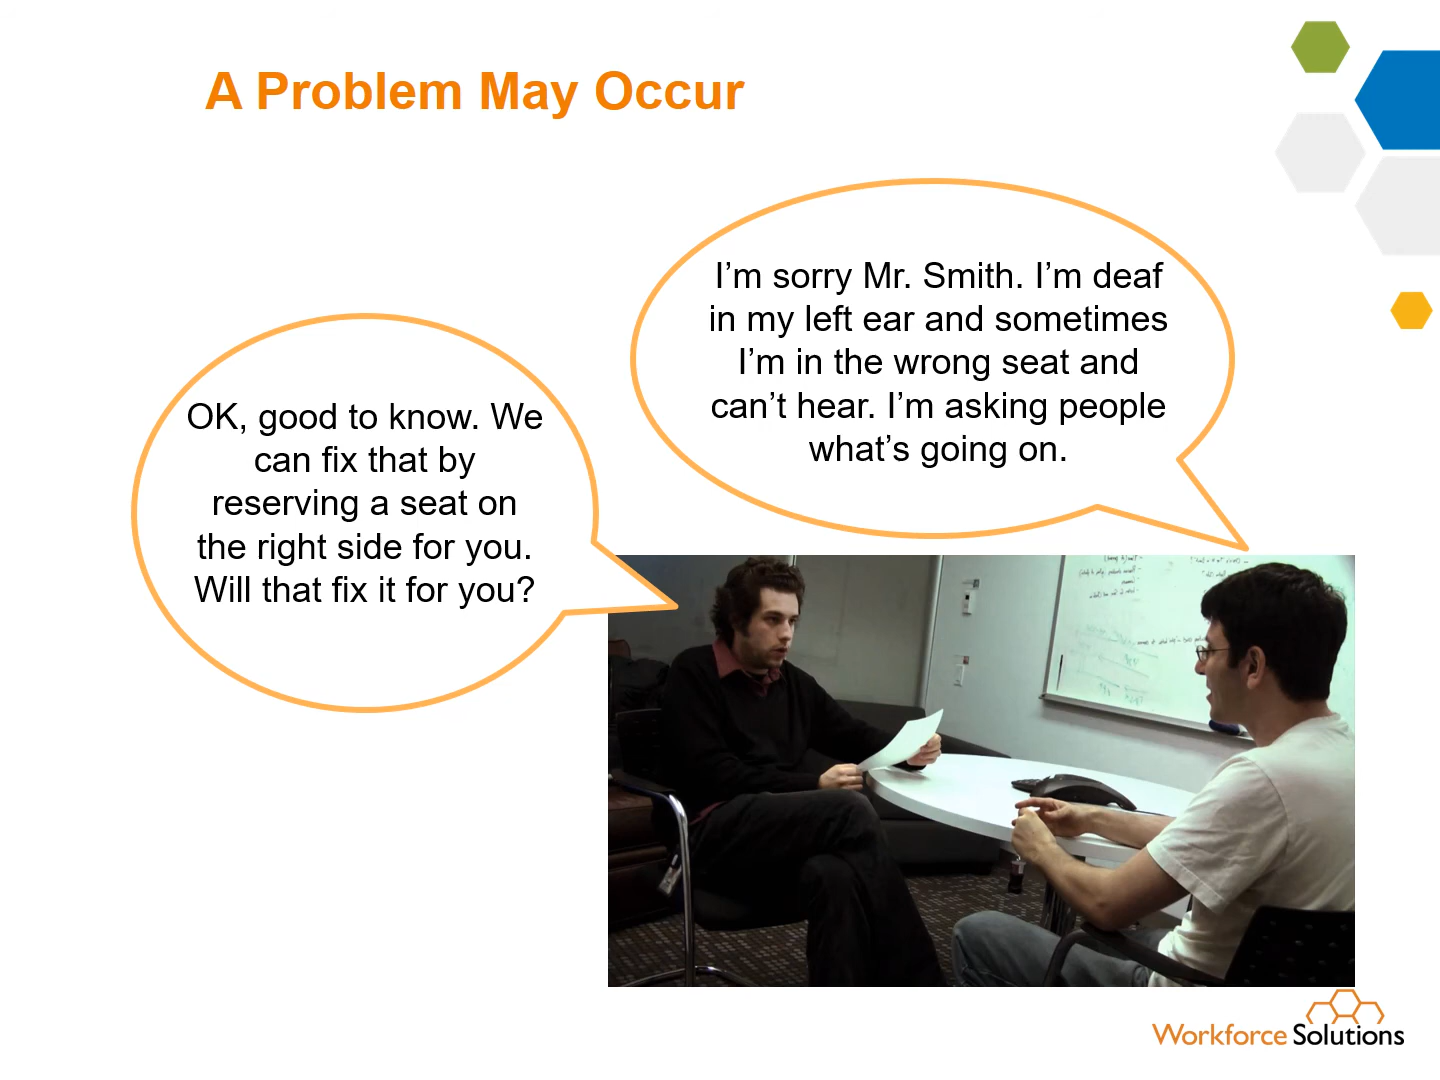 A Problem May Occur
I’m sorry Mr. Smith. I’m deaf
in my left ear and sometimes
I’m in the wrong seat and
can’t hear. I’m asking people
what’s going on.
OK, good to know. We
can fix that by
reserving a seat on
the right side for you.
Will that fix it for you?
Workforce Solutions